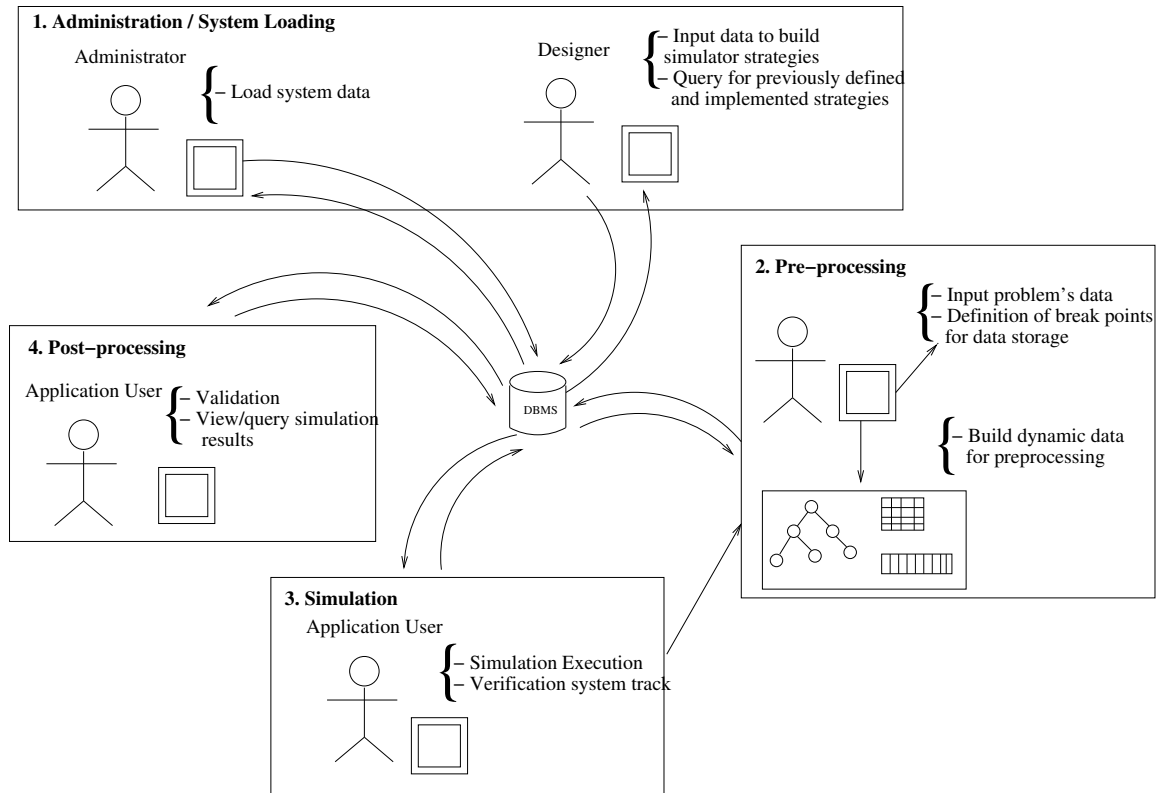 1. Administration / System Loading
Administrator
– Load system data
Designer
– Input data to build
simulator strategies
– Query for previously defined
and implemented strategies
2. Pre–processing
– Input problem's data
– Definition of break points
for data storage
– Build dynamic data
for preprocessing
4. Post–processing
Application User
– Validation
– View/query simulation
results
DBMS
3. Simulation
Application User
– Simulation Execution
– Verification system track